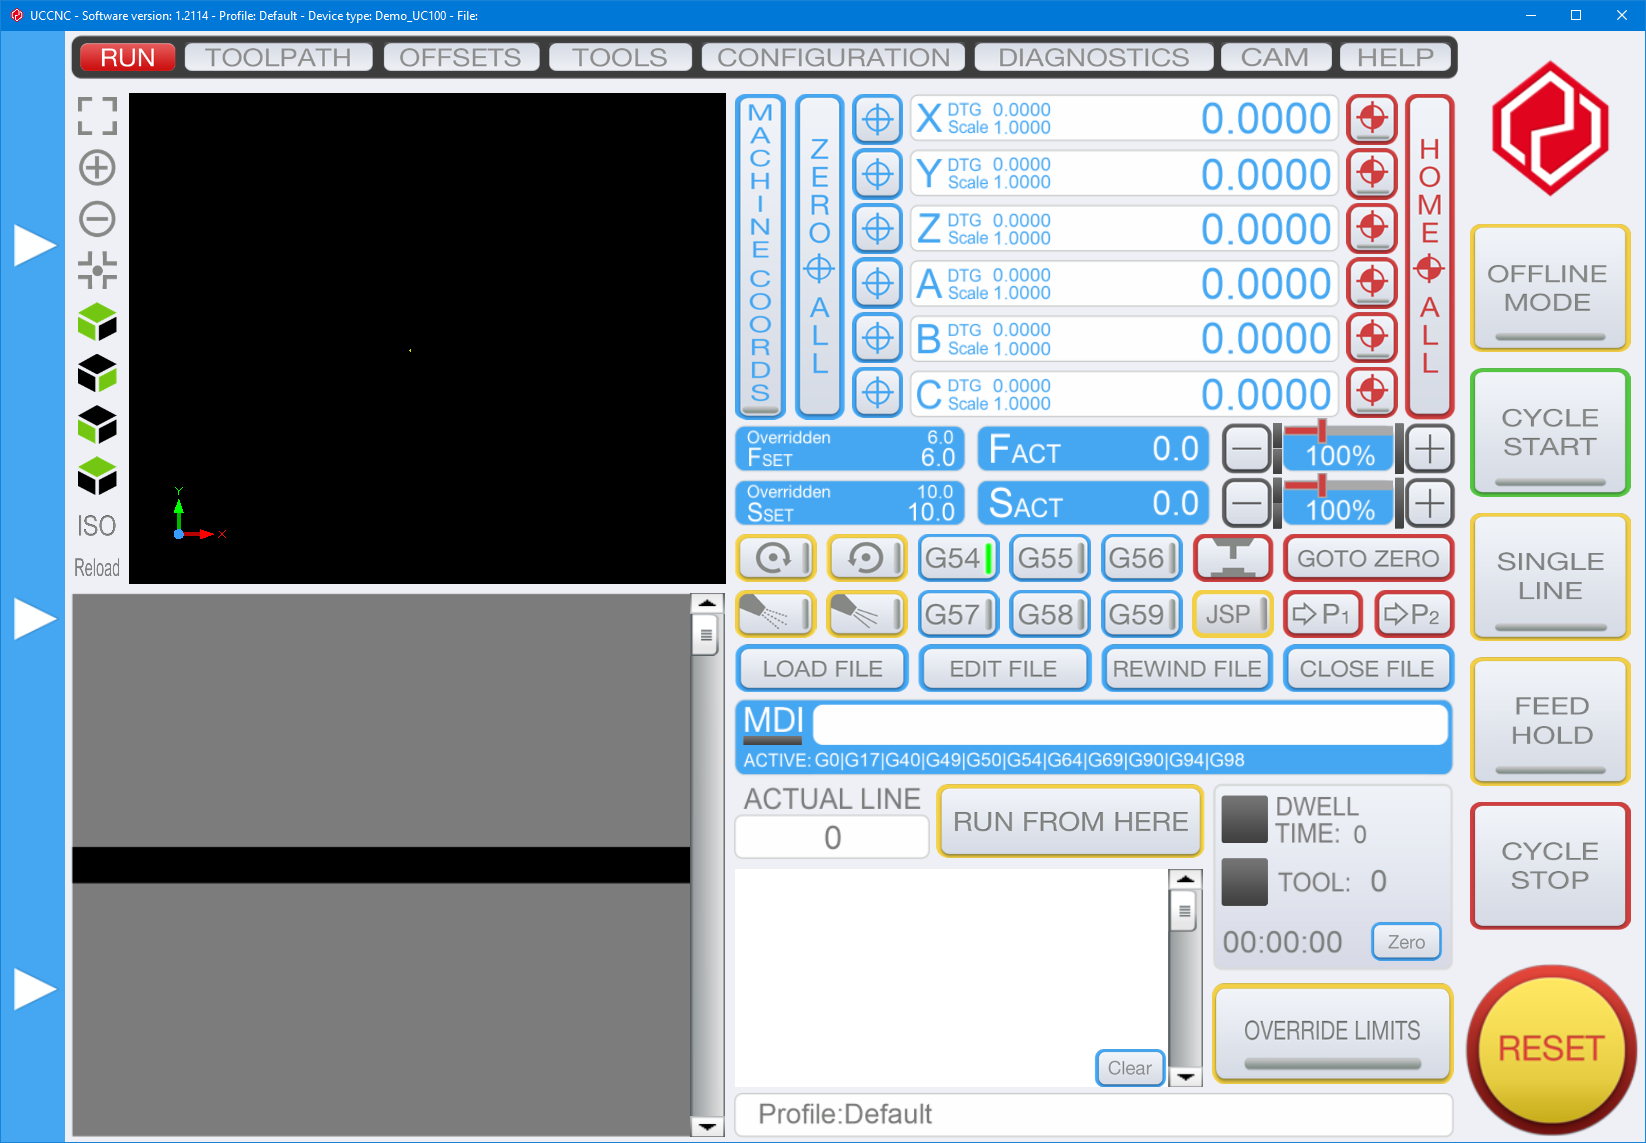 UCCNC - Software version: 1.2114 - Profile: Default - Device type: Demo_UC100 - File:
RUN TOOLPATH OFFSETS TOOLS CONFIGURATION DIAGNOSTICS CAM HELP
ISO
Reload
Y
X
MACHINE COORDS
ZERO ALL
X DTG 0.0000 Scale 1.0000 0.0000
Y DTG 0.0000 Scale 1.0000 0.0000
Z DTG 0.0000 Scale 1.0000 0.0000
A DTG 0.0000 Scale 1.0000 0.0000
B DTG 0.0000 Scale 1.0000 0.0000
C DTG 0.0000 Scale 1.0000 0.0000
HOME ALL
Overridden 6.0
FSET 6.0
FACT 0.0
100%
Overridden 10.0
SSET 10.0
SACT 0.0
100%
G54 G55 G56 GOTO ZERO
G57 G58 G59 JSP P1 P2
LOAD FILE EDIT FILE REWIND FILE CLOSE FILE
MDI
ACTIVE: G0|G17|G40|G49|G50|G54|G64|G69|G90|G94|G98
ACTUAL LINE
0
RUN FROM HERE
DWELL
TIME: 0
TOOL: 0
00:00:00 Zero
Clear
OVERRIDE LIMITS
Profile:Default
OFFLINE
MODE
CYCLE
START
SINGLE
LINE
FEED
HOLD
CYCLE
STOP
RESET